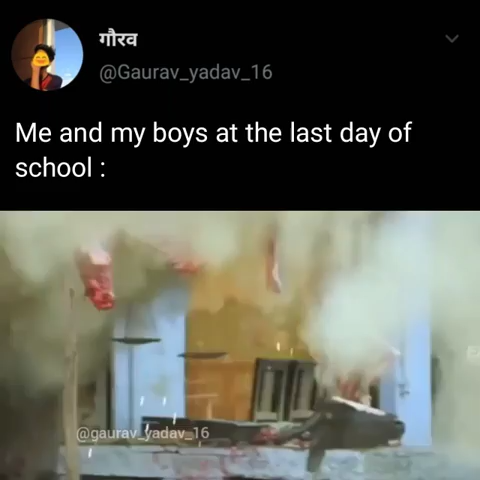 गौरव
@Gaurav_yadav_16
Me and my boys at the last day of
school :
@gaurav_yadav_16